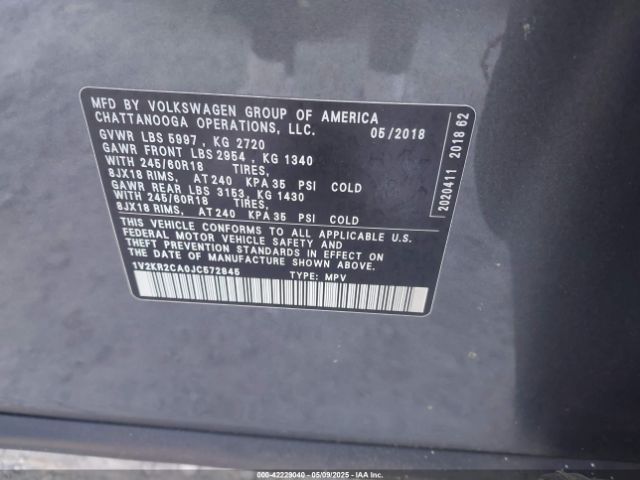 MFD BY VOLKSWAGEN GROUP OF AMERICA
CHATTANOOGA OPERATIONS, LLC. 05/2018
GVWR LBS 5997, KG 2720
GAWR FRONT LBS 2954, KG 1340
WITH 245/60R18 TIRES,
8JX18 RIMS, AT 240 KPA 35 PSI COLD
GAWR REAR LBS 3153, KG 1430
WITH 245/60R18 TIRES,
8JX18 RIMS, AT 240 KPA 35 PSI COLD
THIS VEHICLE CONFORMS TO ALL APPLICABLE U.S.
FEDERAL MOTOR VEHICLE SAFETY AND
THEFT PREVENTION STANDARDS IN EFFECT ON
THE DATE OF MANUFACTURE SHOWN ABOVE.
1V2KR2CA0JC572845 TYPE: MPV
2020411 2018 62
000-42229040 - 05/09/2025 - IAA, Inc.